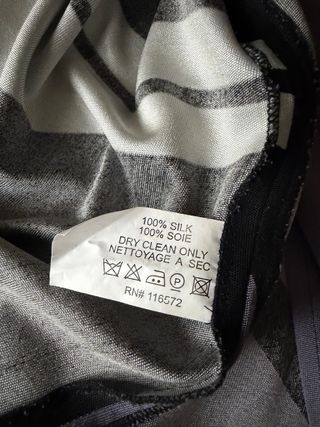 100% SILK
100% SOIE
DRY CLEAN ONLY
NETTOYAGE A SEC
RN# 116572